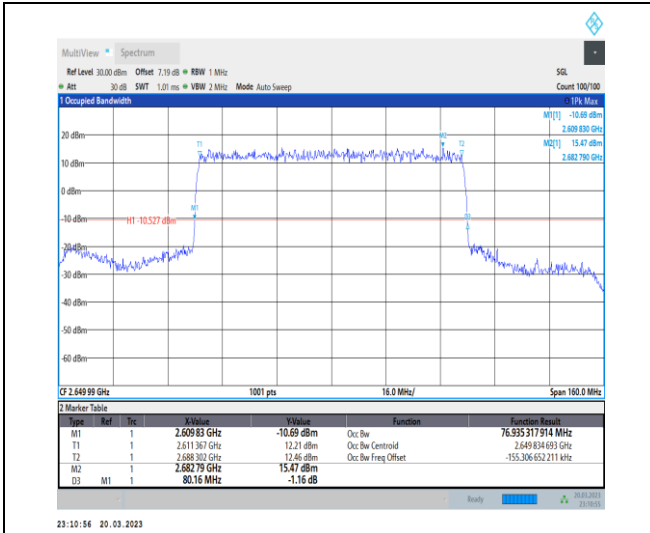 MultiView Spectrum
Ref Level 30.00 dBm Offset 7.19 dB RBW 1 MHz SGL
Att 30 dB SWT 1.01 ms VBW 2 MHz Mode Auto Sweep Count 100/100
1 Occupied Bandwidth 1Pk Max
M1[1] -10.69 dBm
2.609 830 GHz
M2[1] 15.47 dBm
2.682 790 GHz
20 dBm
M2
T1
T2
10 dBm
0 dBm
M1
-10 dBm
H1 -10.527 dBm
D3
-20 dBm
-30 dBm
-40 dBm
-50 dBm
-60 dBm
CF 2.649 99 GHz 1001 pts 16.0 MHz/ Span 160.0 MHz
2 Marker Table
Type Ref Trc X-Value Y-Value Function Function Result
M1 1 2.609 83 GHz -10.69 dBm Occ Bw 76.935 317 914 MHz
T1 1 2.611 367 GHz 12.21 dBm Occ Bw Centroid 2.649 834 693 GHz
T2 1 2.688 302 GHz 12.46 dBm Occ Bw Freq Offset -155.306 652 211 kHz
M2 1 2.682 79 GHz 15.47 dBm
D3 M1 1 80.16 MHz -1.16 dB
Ready 20.03.2023
23:10:55
23:10:56 20.03.2023